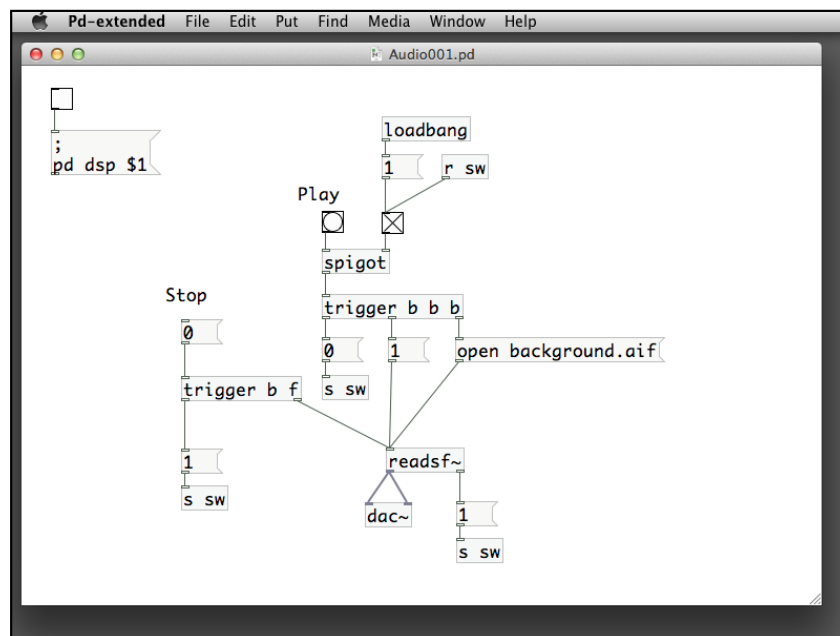 Pd-extended File Edit Put Find Media Window Help
Audio001.pd
;
pd dsp $1
loadbang
1
r sw
Play
spigot
Stop
trigger b b b
0
0
1
open background.aif
trigger b f
s sw
1
readsf~
s sw
dac~
1
s sw